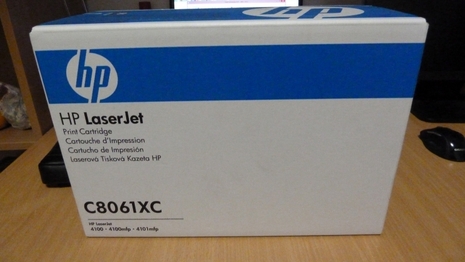 hp
HP LaserJet
Print Cartridge
Cartouche d'impression
Cartucho de Impresión
Laserová Tisková Kazeta HP
C8061XC
HP LaserJet
4100 · 4100mfp · 4101mfp